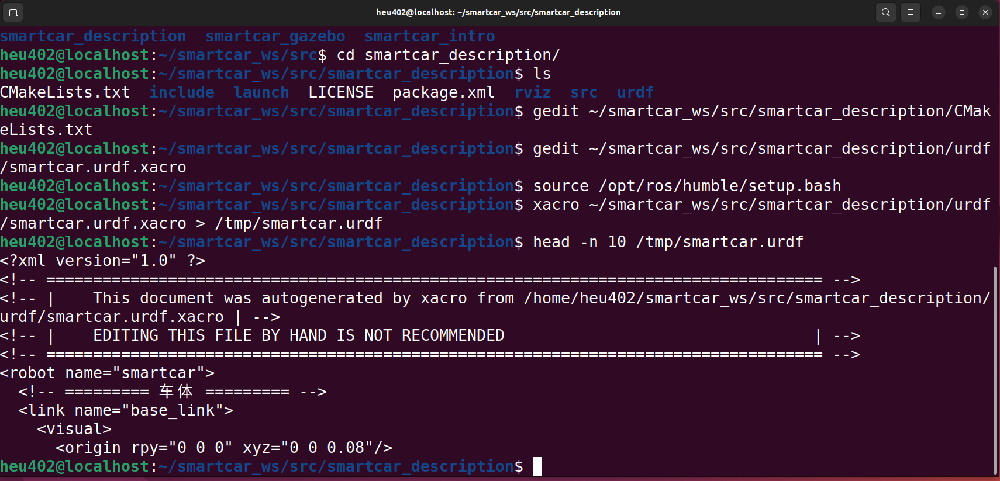 heu402@localhost: ~/smartcar_ws/src/smartcar_description
smartcar_description  smartcar_gazebo  smartcar_intro
heu402@localhost:~/smartcar_ws/src$ cd smartcar_description/
heu402@localhost:~/smartcar_ws/src/smartcar_description$ ls
CMakeLists.txt  include  launch  LICENSE  package.xml  rviz  src  urdf
heu402@localhost:~/smartcar_ws/src/smartcar_description$ gedit ~/smartcar_ws/src/smartcar_description/CMak
eLists.txt
heu402@localhost:~/smartcar_ws/src/smartcar_description$ gedit ~/smartcar_ws/src/smartcar_description/urdf
/smartcar.urdf.xacro
heu402@localhost:~/smartcar_ws/src/smartcar_description$ source /opt/ros/humble/setup.bash
heu402@localhost:~/smartcar_ws/src/smartcar_description$ xacro ~/smartcar_ws/src/smartcar_description/urdf
/smartcar.urdf.xacro > /tmp/smartcar.urdf
heu402@localhost:~/smartcar_ws/src/smartcar_description$ head -n 10 /tmp/smartcar.urdf
<?xml version="1.0" ?>
<!-- =================================================================================== -->
<!-- |    This document was autogenerated by xacro from /home/heu402/smartcar_ws/src/smartcar_description/
urdf/smartcar.urdf.xacro | -->
<!-- |    EDITING THIS FILE BY HAND IS NOT RECOMMENDED                                 | -->
<!-- =================================================================================== -->
<robot name="smartcar">
  <!-- ========= 车体 ========= -->
  <link name="base_link">
    <visual>
      <origin rpy="0 0 0" xyz="0 0 0.08"/>
heu402@localhost:~/smartcar_ws/src/smartcar_description$